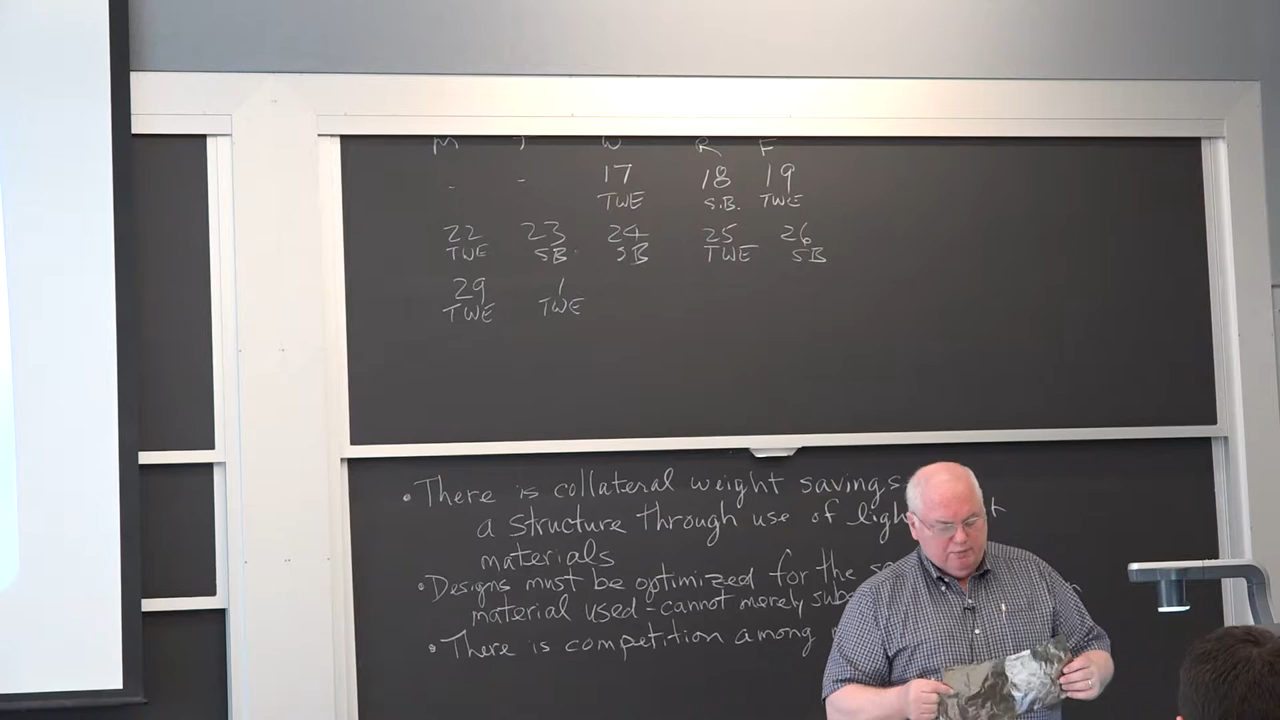 M T W R F
- - 17 18 19
TWE S.B. TWE
22 23 24 25 26
TWE SB SB TWE SB
29 1
TWE TWE
• There is collateral weight savings
a structure through use of
materials
• Designs must be optimized for the
material used - cannot merely
• There is competition among